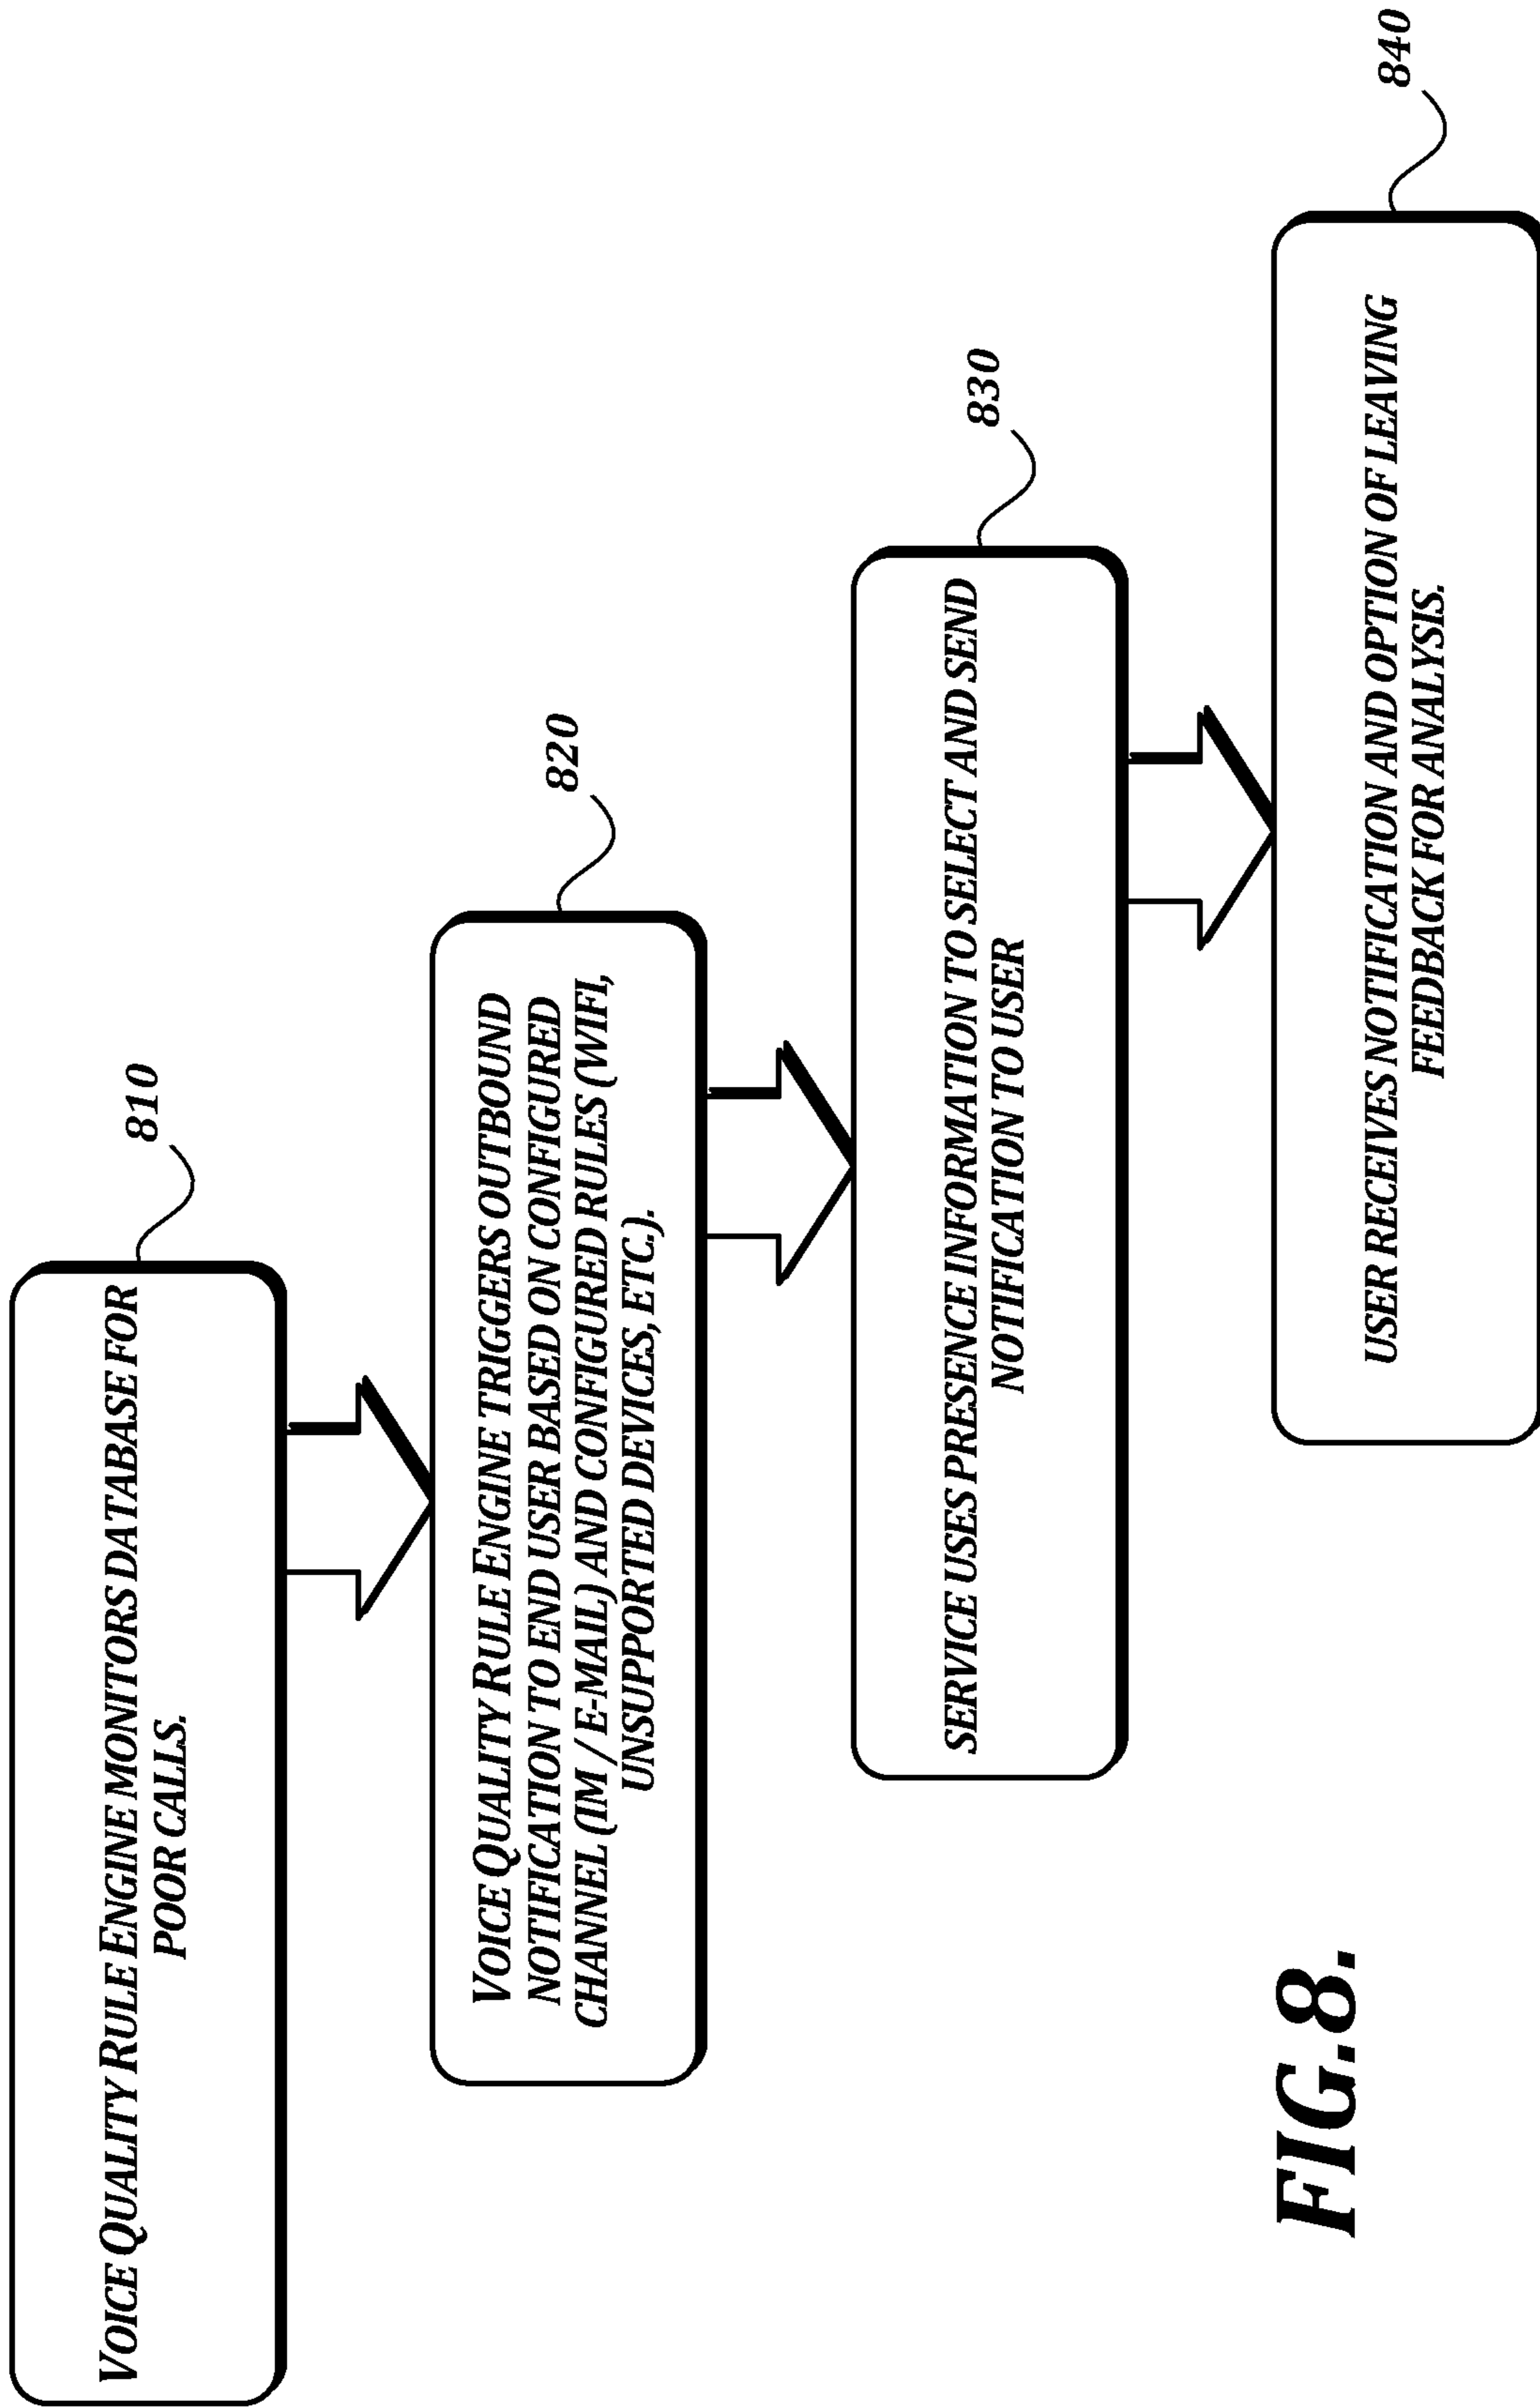 VOICE QUALITY RULE ENGINE MONITORS DATABASE FOR
POOR CALLS.
810
VOICE QUALITY RULE ENGINE TRIGGERS OUTBOUND
NOTIFICATION TO END USER BASED ON CONFIGURED
CHANNEL (IM / E-MAIL) AND CONFIGURED RULES (WIFI,
UNSUPPORTED DEVICES, ETC.).
820
SERVICE USES PRESENCE INFORMATION TO SELECT AND SEND
NOTIFICATION TO USER
830
USER RECEIVES NOTIFICATION AND OPTION OF LEAVING
FEEDBACK FOR ANALYSIS.
840
FIG.8.